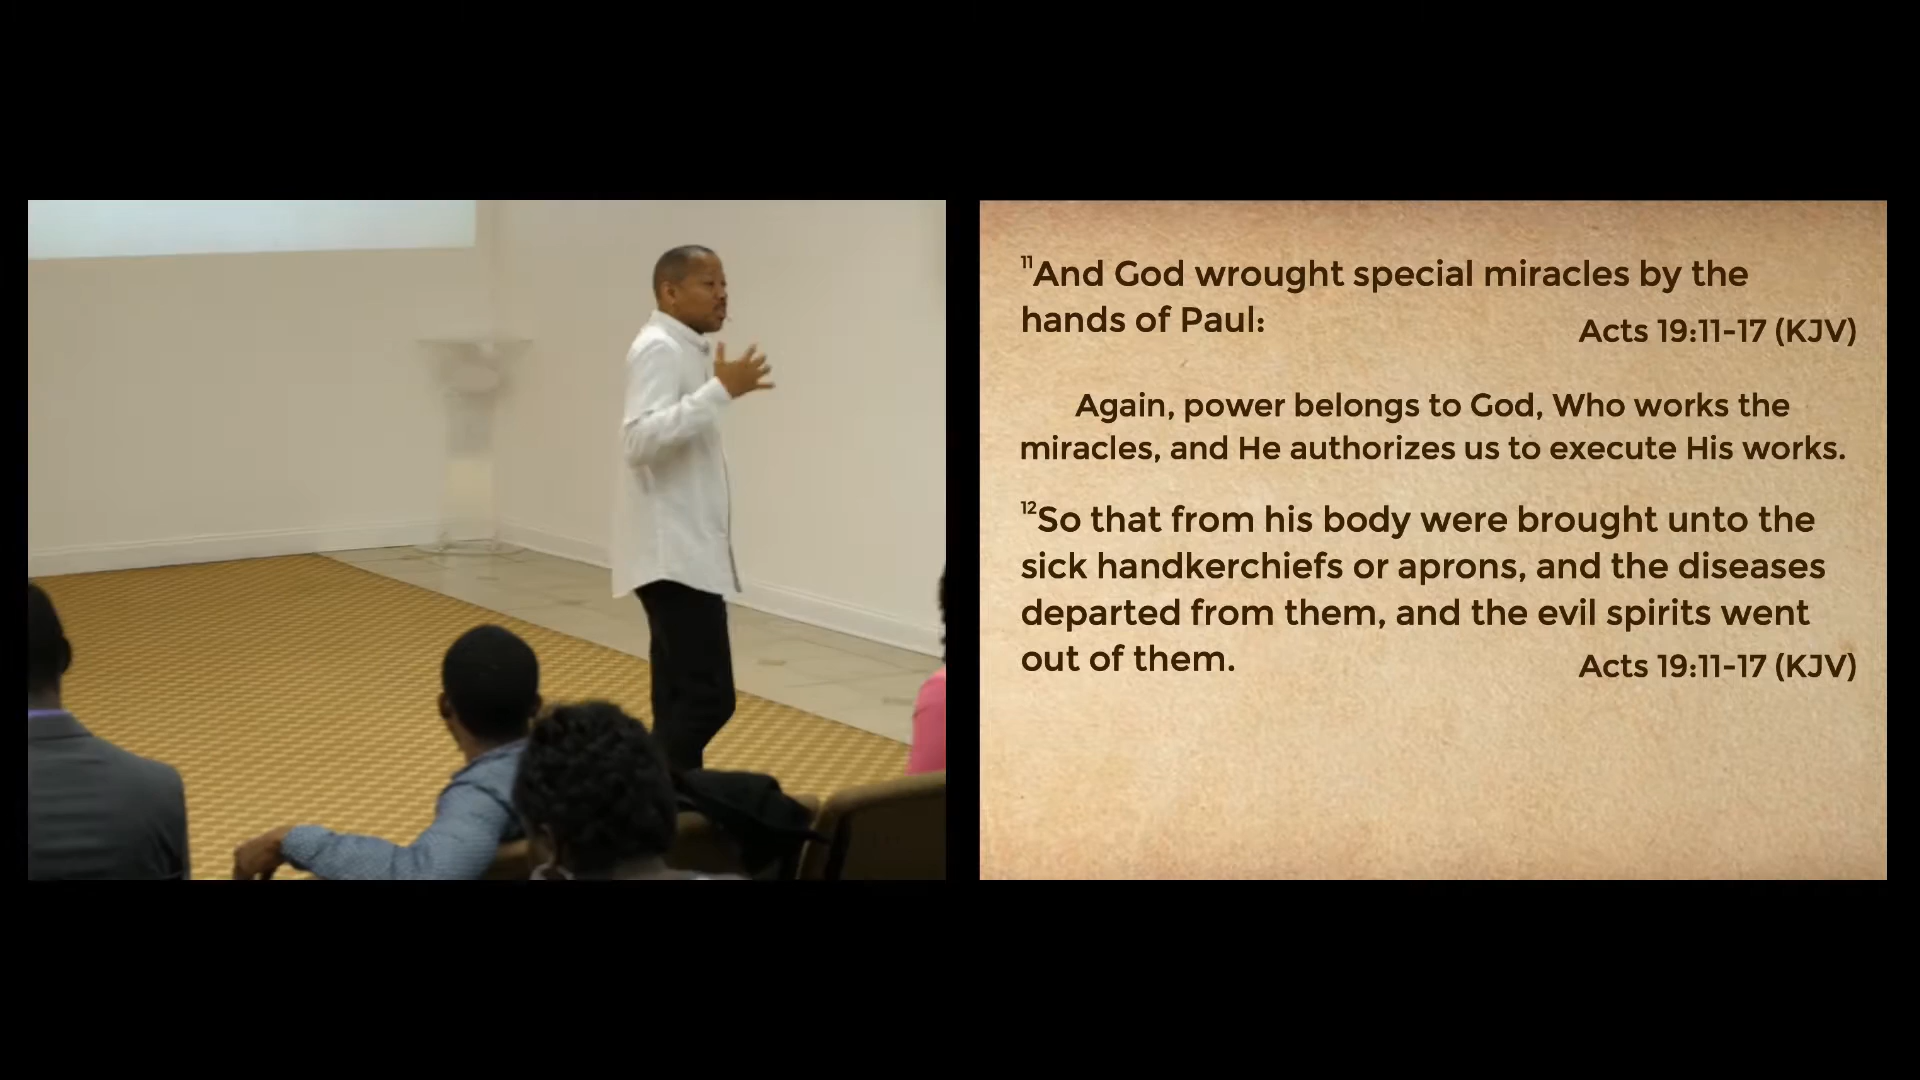 ¹¹And God wrought special miracles by the
hands of Paul:
Acts 19:11-17 (KJV)
Again, power belongs to God, Who works the
miracles, and He authorizes us to execute His works.
¹²So that from his body were brought unto the
sick handkerchiefs or aprons, and the diseases
departed from them, and the evil spirits went
out of them.
Acts 19:11-17 (KJV)